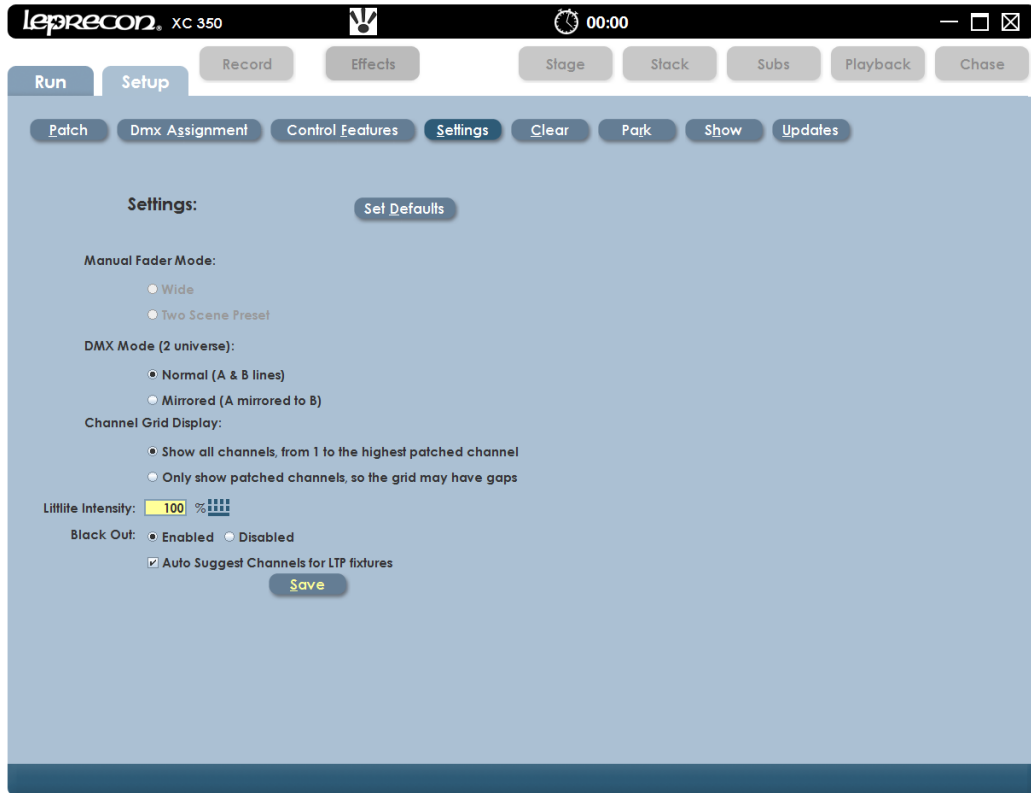 LEPRECON. XC 350 00:00
Record Effects Stage Stack Subs Playback Chase
Run Setup
Patch Dmx Assignment Control Features Settings Clear Park Show Updates
Settings: Set Defaults
Manual Fader Mode:
Wide
Two Scene Preset
DMX Mode (2 universe):
Normal (A & B lines)
Mirrored (A mirrored to B)
Channel Grid Display:
Show all channels, from 1 to the highest patched channel
Only show patched channels, so the grid may have gaps
Littlite Intensity: 100 %
Black Out: Enabled Disabled
Auto Suggest Channels for LTP fixtures
Save